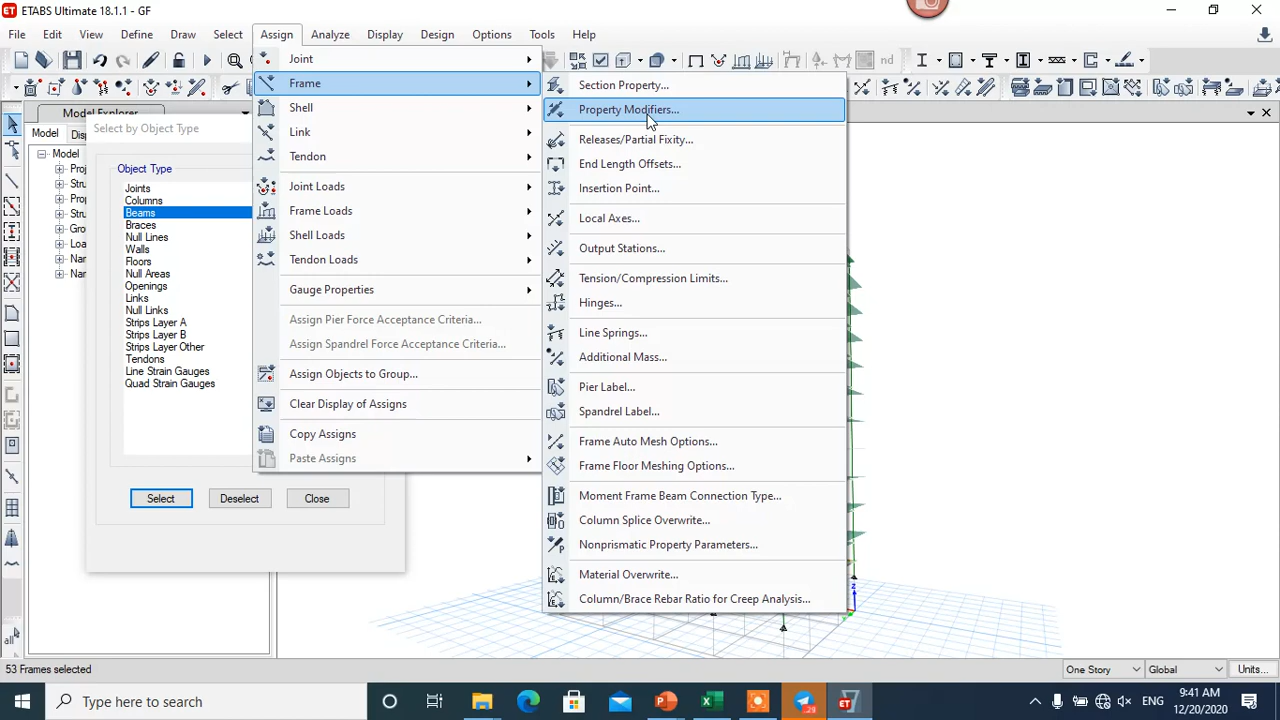 ETABS Ultimate 18.1.1 - GF
File Edit View Define Draw Select Assign Analyze Display Design Options Tools Help
nd
Model Explorer
Model
Select by Object Type
Model
Object Type
Joints
Columns
Beams
Braces
Null Lines
Walls
Floors
Null Areas
Openings
Links
Null Links
Strips Layer A
Strips Layer B
Strips Layer Other
Tendons
Line Strain Gauges
Quad Strain Gauges
Select Deselect Close
Joint
Frame
Shell
Link
Tendon
Joint Loads
Frame Loads
Shell Loads
Tendon Loads
Gauge Properties
Assign Pier Force Acceptance Criteria...
Assign Spandrel Force Acceptance Criteria...
Assign Objects to Group...
Clear Display of Assigns
Copy Assigns
Paste Assigns
Section Property...
Property Modifiers...
Releases/Partial Fixity...
End Length Offsets...
Insertion Point...
Local Axes...
Output Stations...
Tension/Compression Limits...
Hinges...
Line Springs...
Additional Mass...
Pier Label...
Spandrel Label...
Frame Auto Mesh Options...
Frame Floor Meshing Options...
Moment Frame Beam Connection Type...
Column Splice Overwrite...
Nonprismatic Property Parameters...
Material Overwrite...
Column/Brace Rebar Ratio for Creep Analysis...
all
Z
53 Frames selected
One Story Global Units...
Type here to search
ENG
9:41 AM
12/20/2020